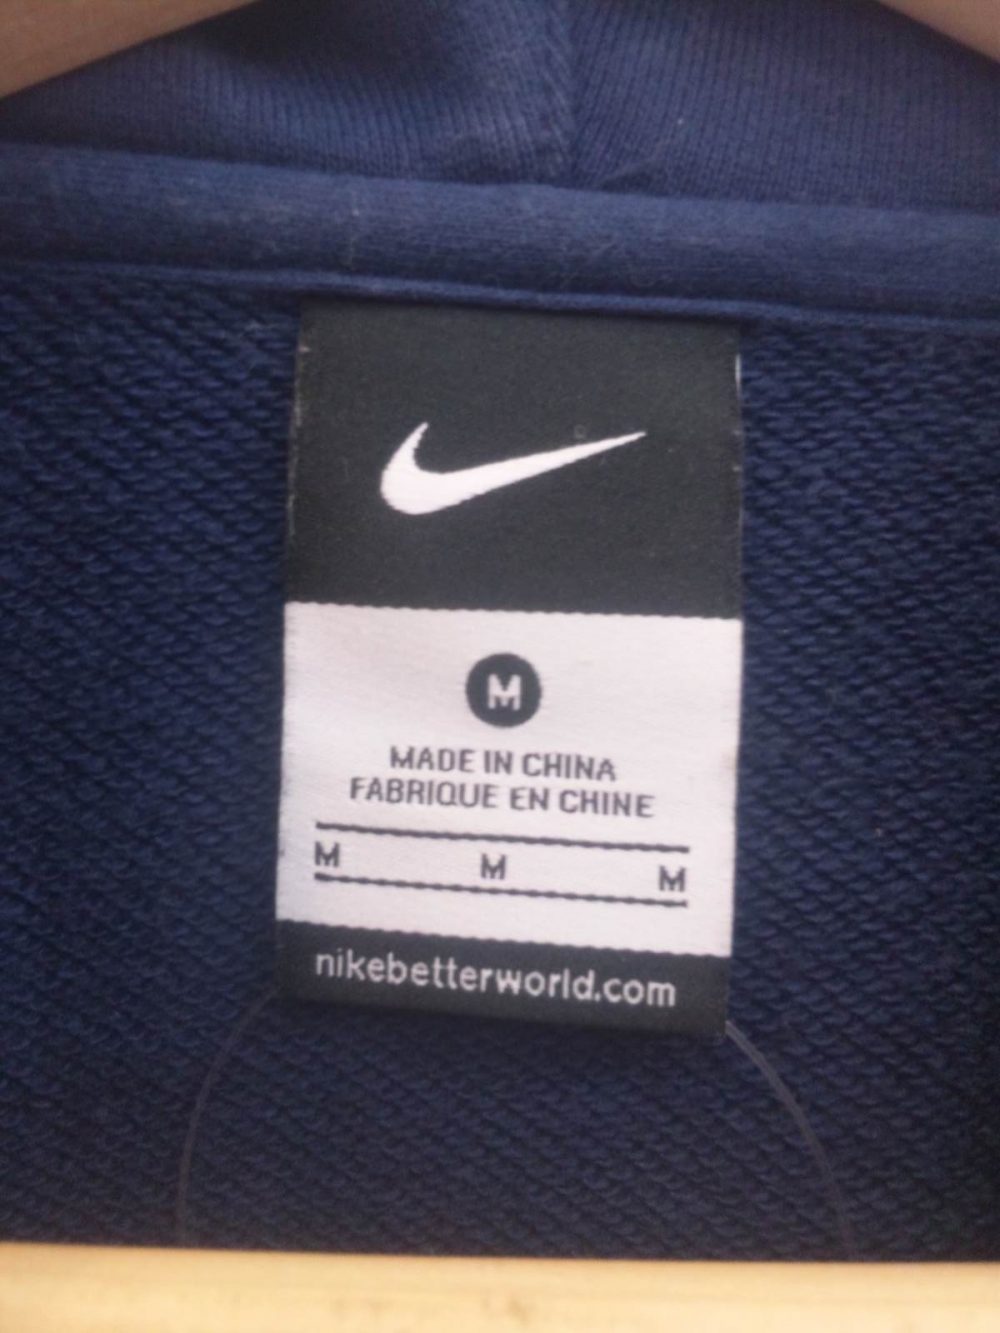 M
MADE IN CHINA
FABRIQUE EN CHINE
M M M
nikebetterworld.com